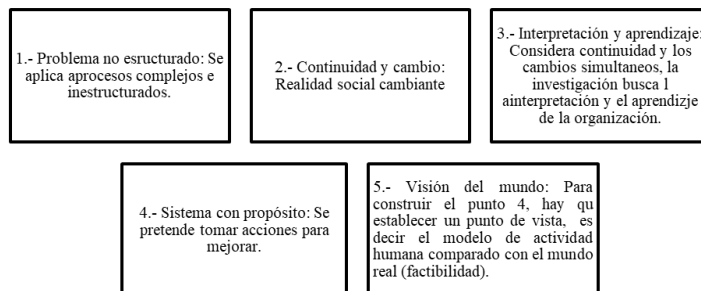 1.- Problema no esructurado: Se
aplica aprocesos complejos e
inestructurados.
2.- Continuidad y cambio:
Realidad social cambiante
3.- Interpretación y aprendizaje:
Considera continuidad y los
cambios simultaneos, la
investigación busca l
ainterpretación y el aprendizje
de la organización.
4.- Sistema con propósito: Se
pretende tomar acciones para
mejorar.
5.- Visión del mundo: Para
construir el punto 4, hay qu
establecer un punto de vista, es
decir el modelo de actividad
humana comparado con el mundo
real (factibilidad).